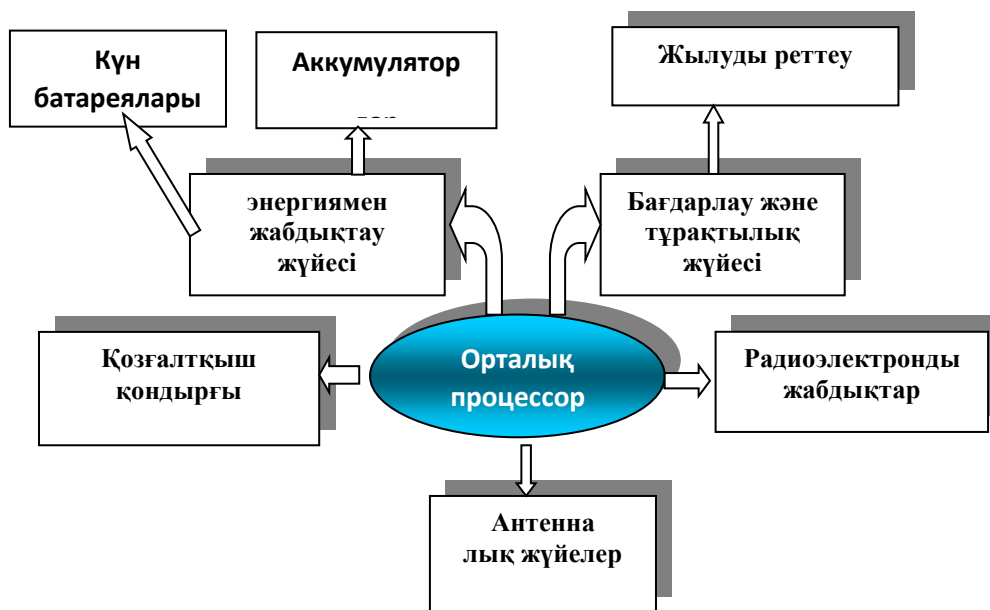 Күн
батареялары
Аккумулятор
Жылуды реттеу
энергиямен
жабдықтау
жүйесі
Бағдарлау және
тұрақтылық
жүйесі
Қозғалтқыш
қондырғы
Орталық
процессор
Радиоэлектронды
жабдықтар
Антенна
лық жүйелер